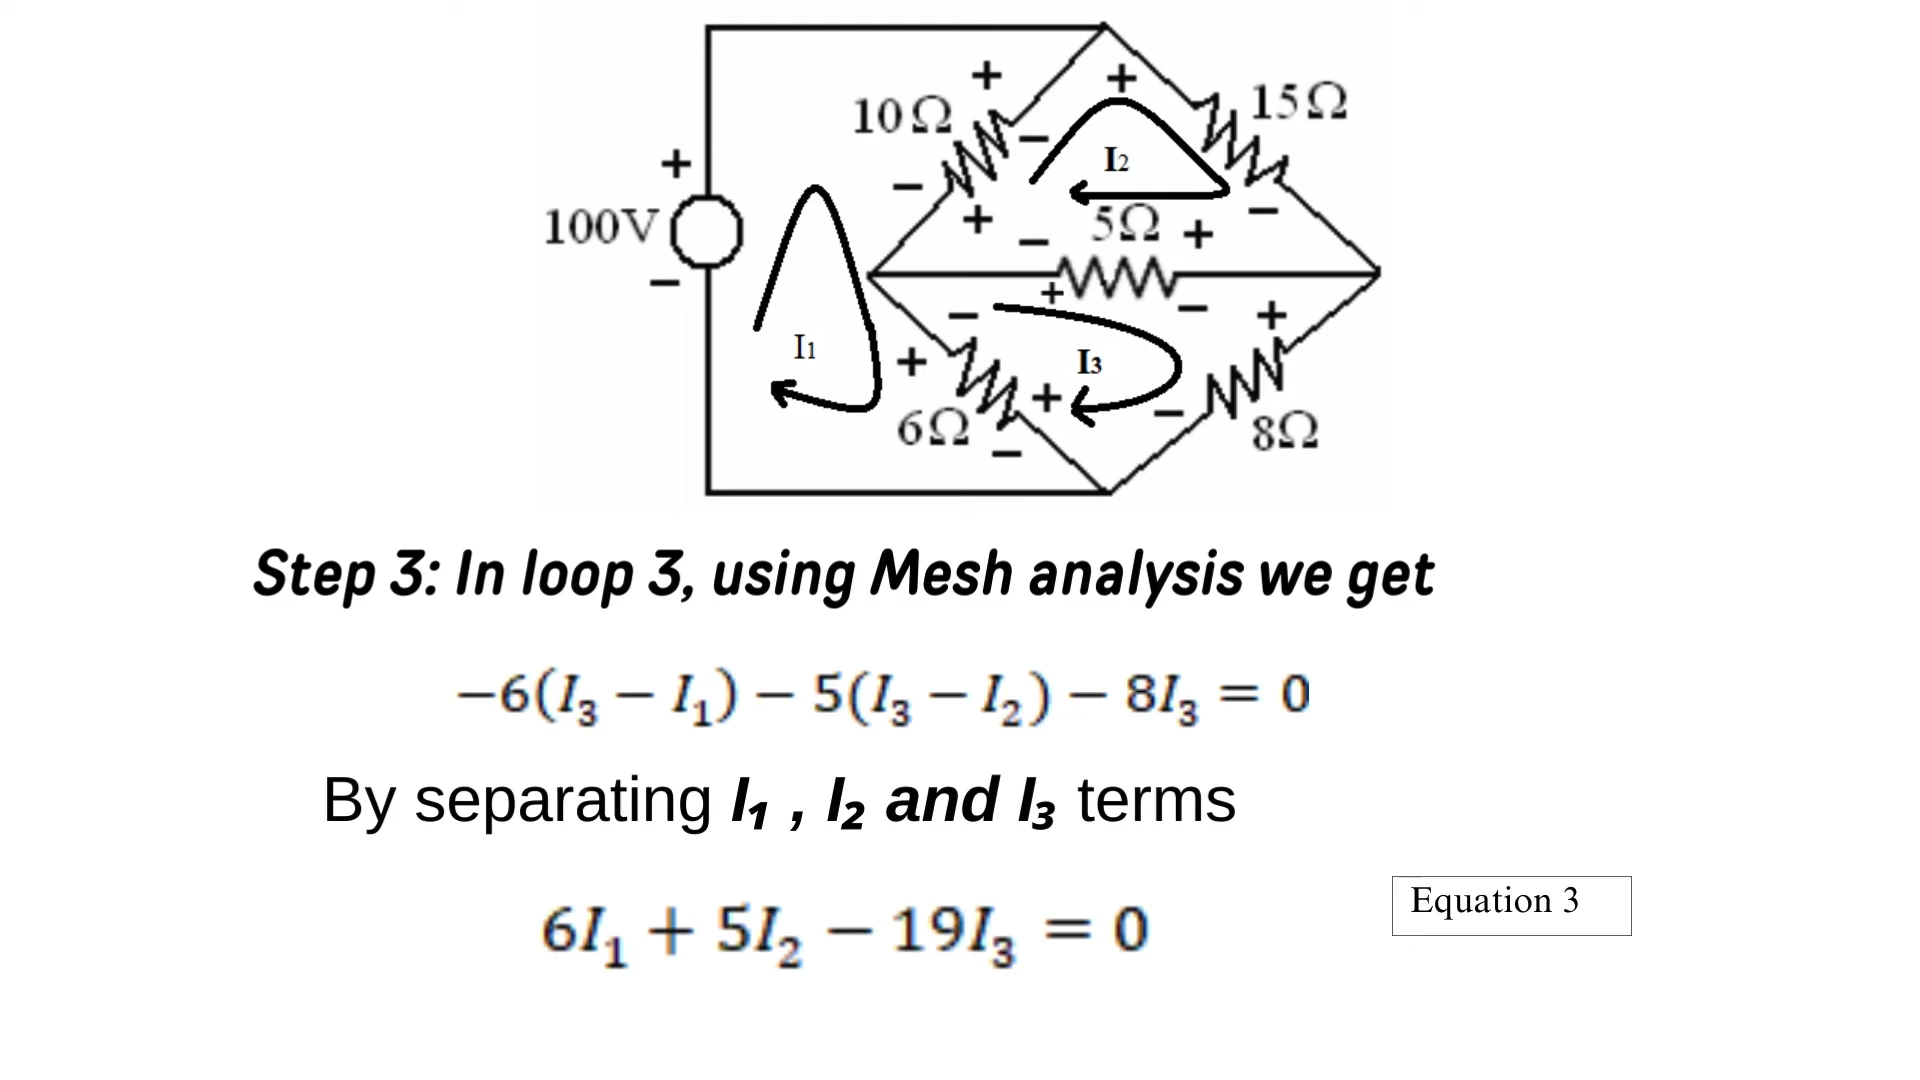 +
+
10Ω
15Ω
−
I₂
+
−
−
100V
+
−
5Ω
+
−
+
−
−
+
I₁
+
I₃
+
−
6Ω
8Ω
−
Step 3: In loop 3, using Mesh analysis we get
−6(I₃ − I₁) − 5(I₃ − I₂) − 8I₃ = 0
By separating I₁ , I₂ and I₃ terms
Equation 3
6I₁ + 5I₂ − 19I₃ = 0